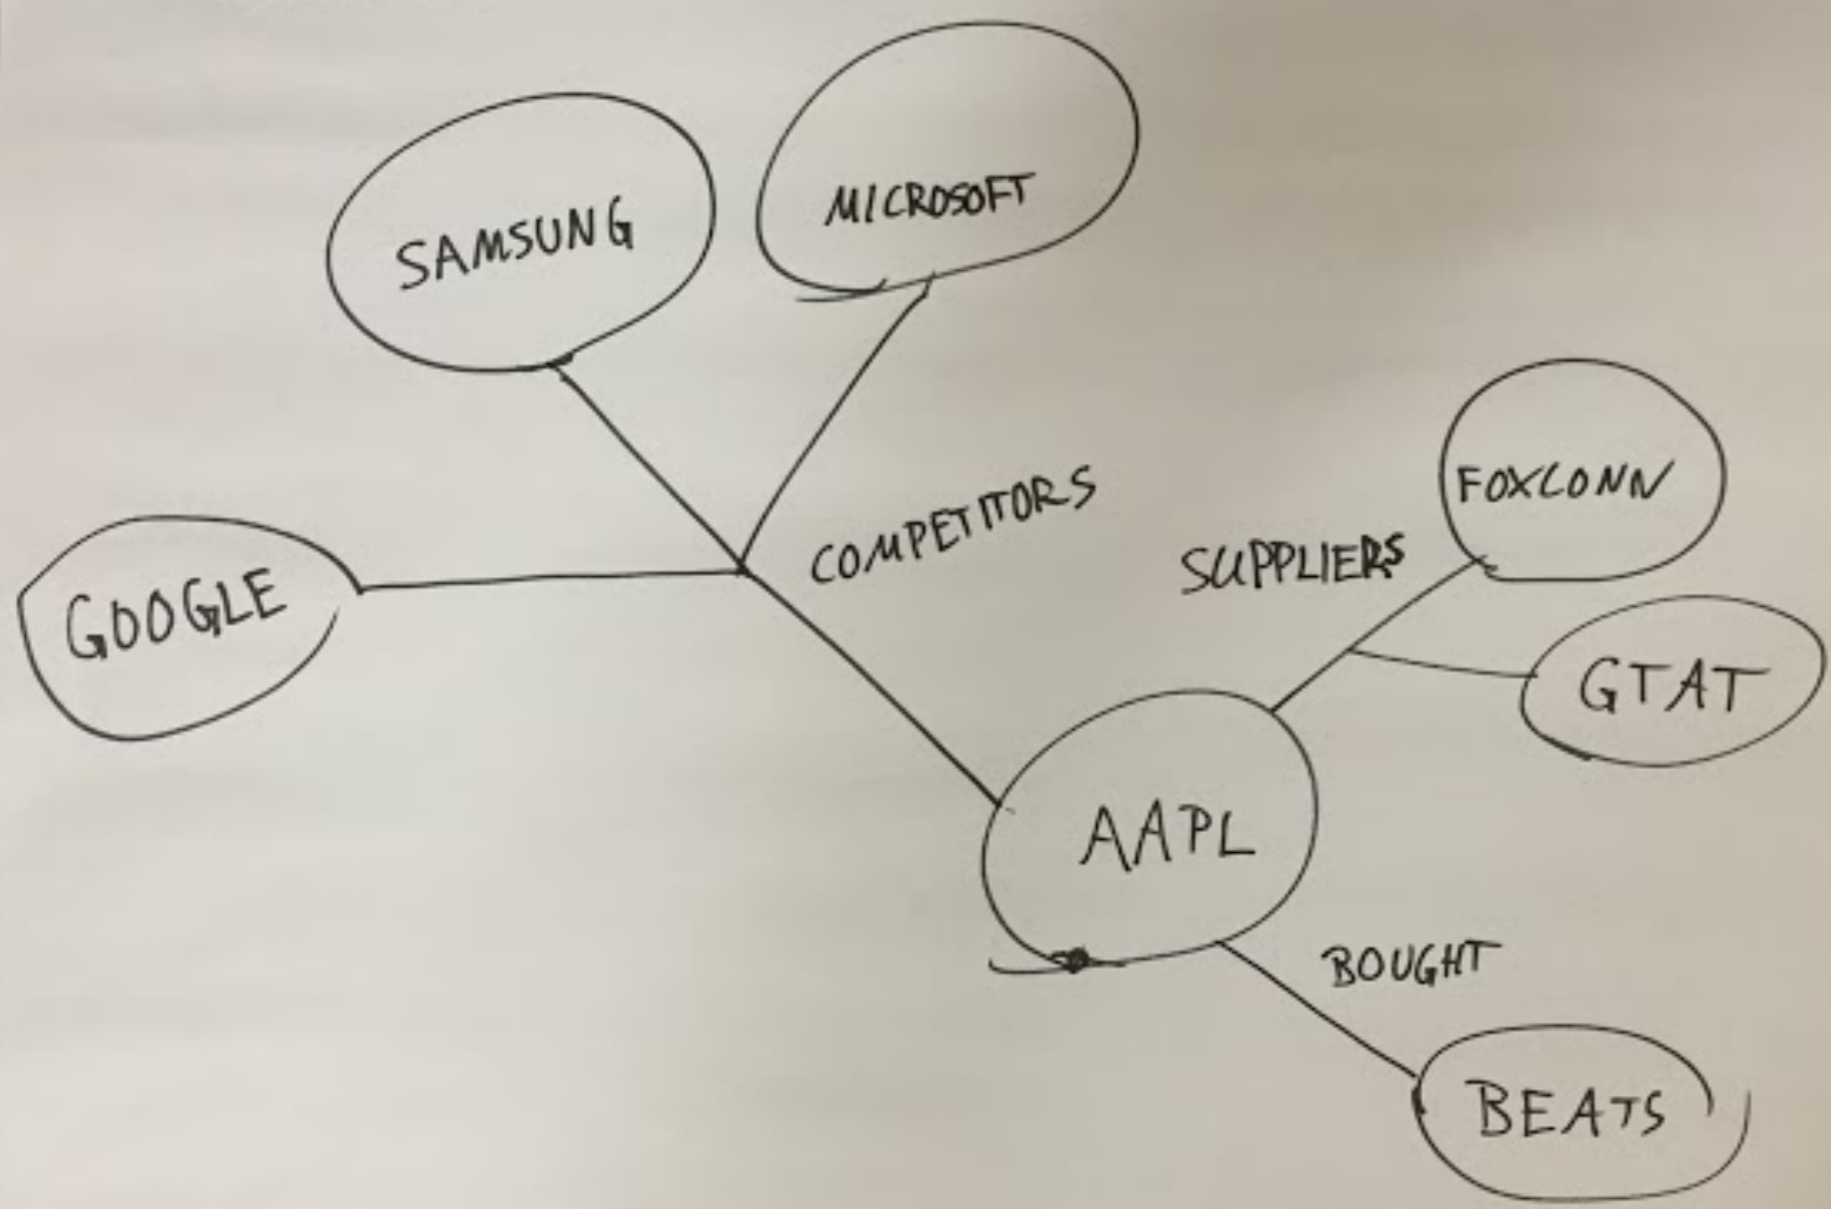 MICROSOFT
SAMSUNG
FOXCONN
COMPETITORS
SUPPLIERS
GOOGLE
GTAT
AAPL
BOUGHT
BEATS